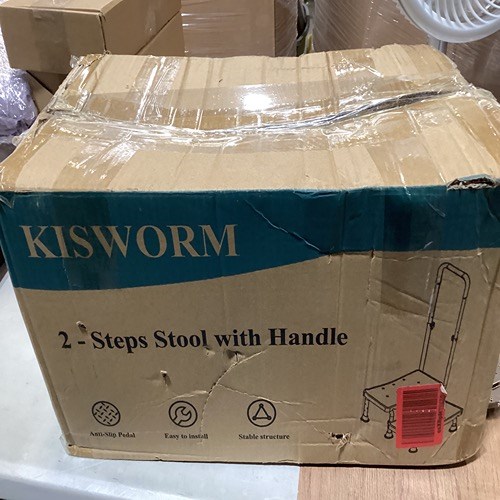 KISWORM
2 - Steps Stool with Handle
Anti-Slip Pedal
Easy to install
Stable structure